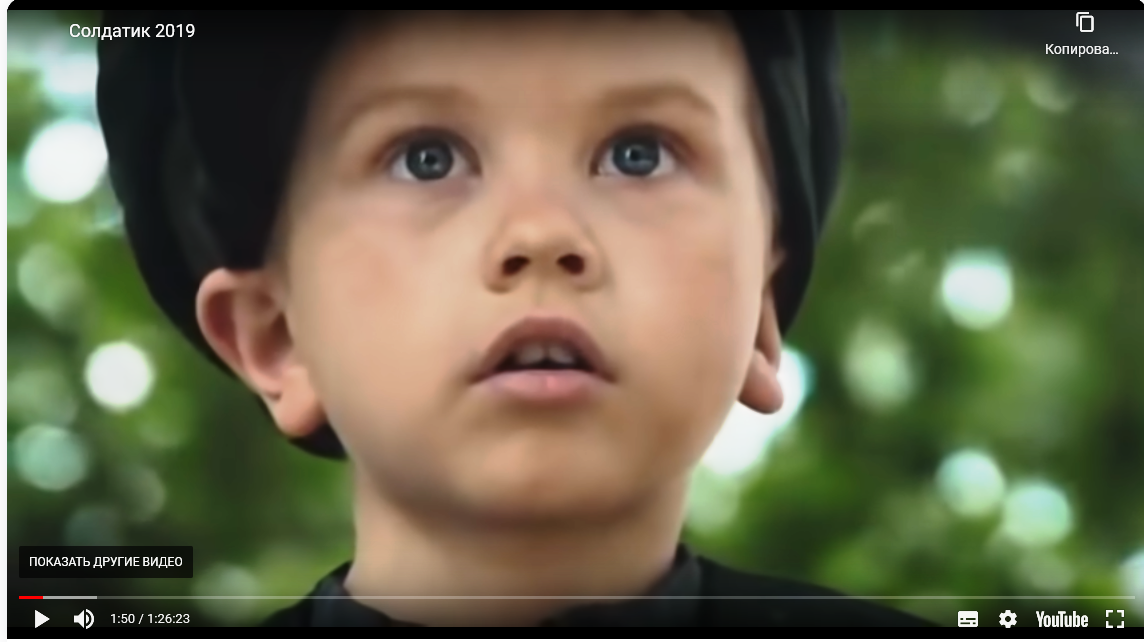 Солдатик 2019
Копирова...
ПОКАЗАТЬ ДРУГИЕ ВИДЕО
1:50 / 1:26:23
YouTube